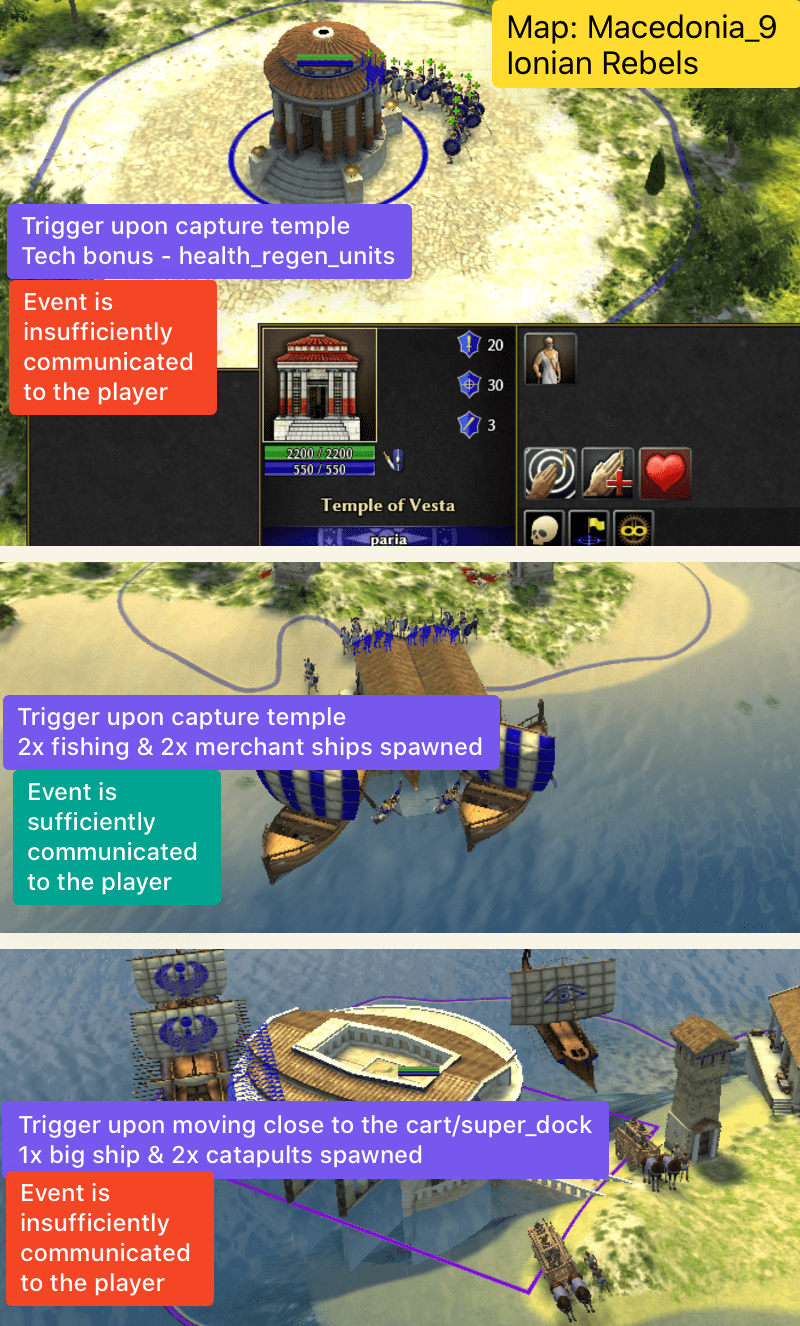 Map: Macedonia_9
Ionian Rebels
Trigger upon capture temple
Tech bonus - health_regen_units
Event is
insufficiently
communicated
to the player
20
30
3
2200 / 2200
550 / 550
Temple of Vesta
paria
Trigger upon capture temple
2x fishing & 2x merchant ships spawned
Event is
sufficiently
communicated
to the player
Trigger upon moving close to the cart/super_dock
1x big ship & 2x catapults spawned
Event is
insufficiently
communicated
to the player